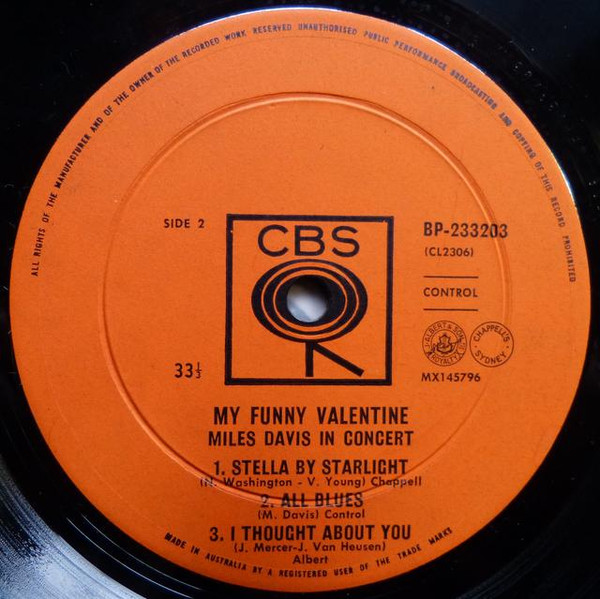 ALL RIGHTS OF THE MANUFACTURER AND OF THE OWNER OF THE RECORDED WORK RESERVED UNAUTHORISED PUBLIC PERFORMANCE BROADCASTING AND COPYING OF THIS RECORD PROHIBITED
SIDE 2
CBS
BP-233203
(CL2306)
CONTROL
J. ALBERT & SON
ROYALTY
CHAPPELL'S
SYDNEY
33⅓
MX145796
MY FUNNY VALENTINE
MILES DAVIS IN CONCERT
1. STELLA BY STARLIGHT
(N. Washington - V. Young) Chappell
2. ALL BLUES
(M. Davis) Control
3. I THOUGHT ABOUT YOU
(J. Mercer-J. Van Heusen)
Albert
MADE IN AUSTRALIA BY A REGISTERED USER OF THE TRADE MARKS